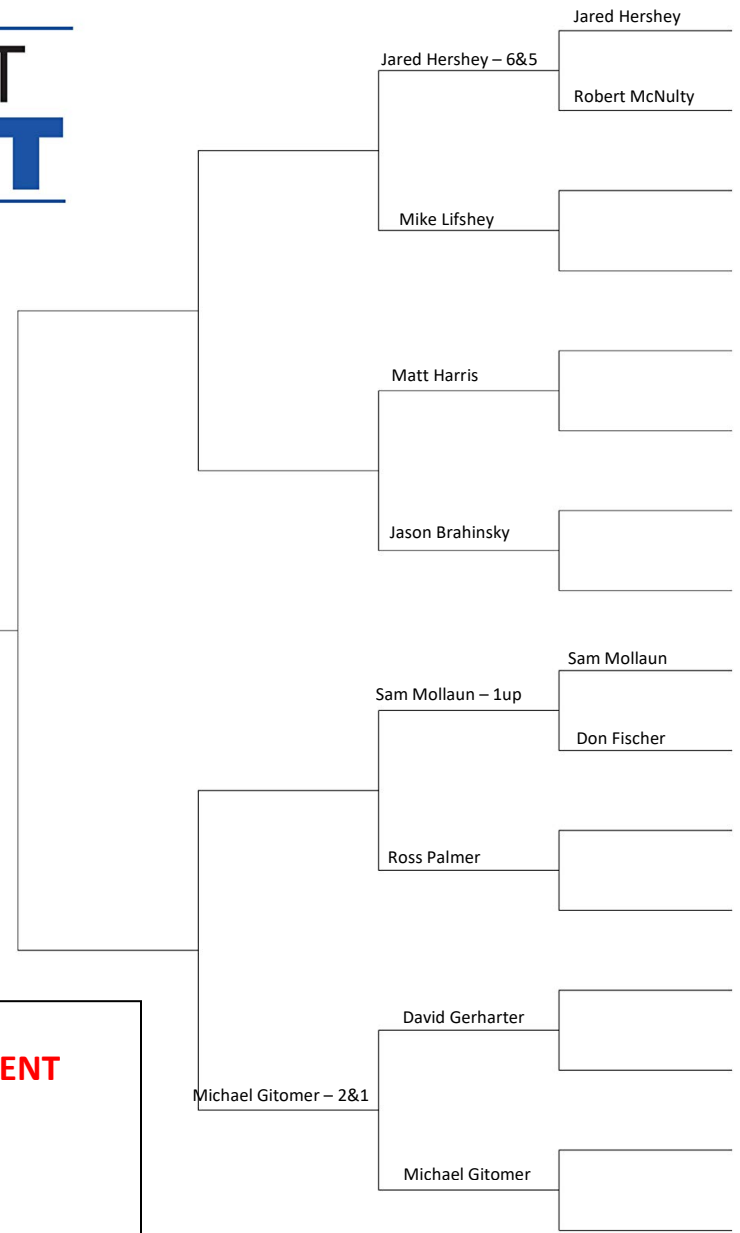 Jared Hershey
T
Jared Hershey – 6&5
Robert McNulty
T
Mike Lifshey
Matt Harris
Jason Brahinsky
Sam Mollaun
Sam Mollaun – 1up
Don Fischer
Ross Palmer
David Gerharter
ENT
Michael Gitomer – 2&1
Michael Gitomer